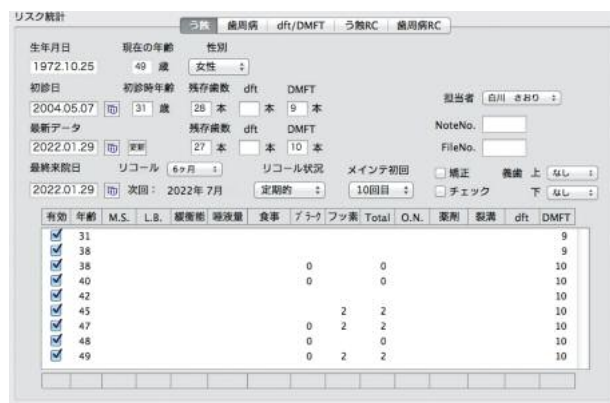 リスク統計
う蝕 歯周病 dft/DMFT う蝕RC 歯周病RC
生年月日 現在の年齢 性別
1972.10.25 49 歳 女性
初診日 初診時年齢 残存歯数 dft DMFT
2004.05.07 31 歳 28 本 本 9 本
担当者 白川 さおり
最新データ 残存歯数 dft DMFT
NoteNo.
2022.01.29 更新 27 本 本 10 本
FileNo.
最終来院日 リコール 6ヶ月 リコール状況 メインテ初回
矯正 義歯 上 なし
2022.01.29 次回: 2022年 7月 定期的 10回目
チェック 下 なし
有効 年齢 M.S. L.B. 緩衝能 唾液量 食事 プラーク フッ素 Total O.N. 薬剤 裂溝 dft DMFT
31 9
38 9
38 0 0 10
40 0 0 10
42 10
45 2 2 10
47 0 2 2 10
48 0 0 10
49 0 2 2 10